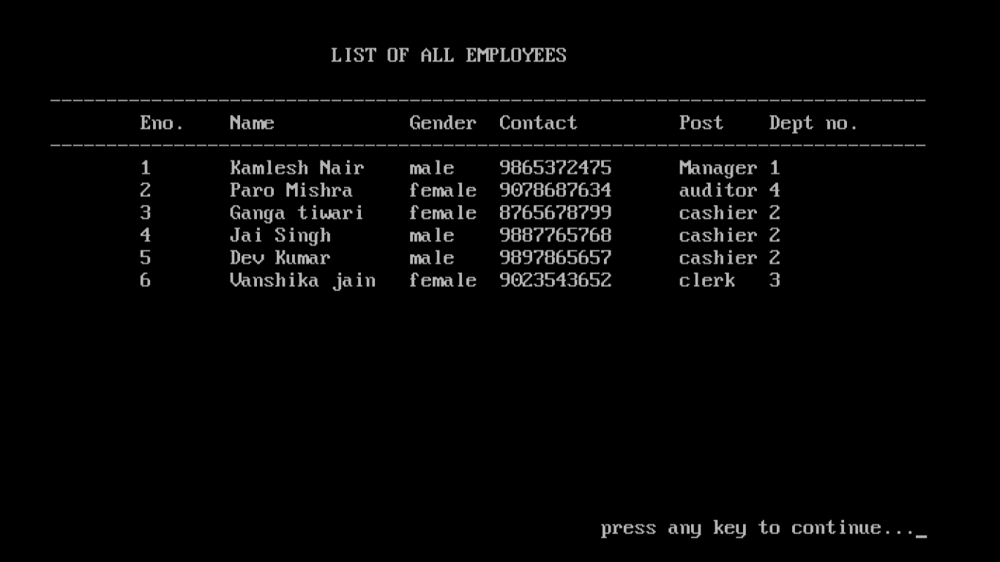 LIST OF ALL EMPLOYEES
--------------------------------------------------------------------------------
Eno. Name Gender Contact Post Dept no.
--------------------------------------------------------------------------------
1 Kamlesh Nair male 9865372475 Manager 1
2 Paro Mishra female 9078687634 auditor 4
3 Ganga tiwari female 8765678799 cashier 2
4 Jai Singh male 9887765768 cashier 2
5 Dev Kumar male 9897865657 cashier 2
6 Vanshika jain female 9023543652 clerk 3
press any key to continue..._